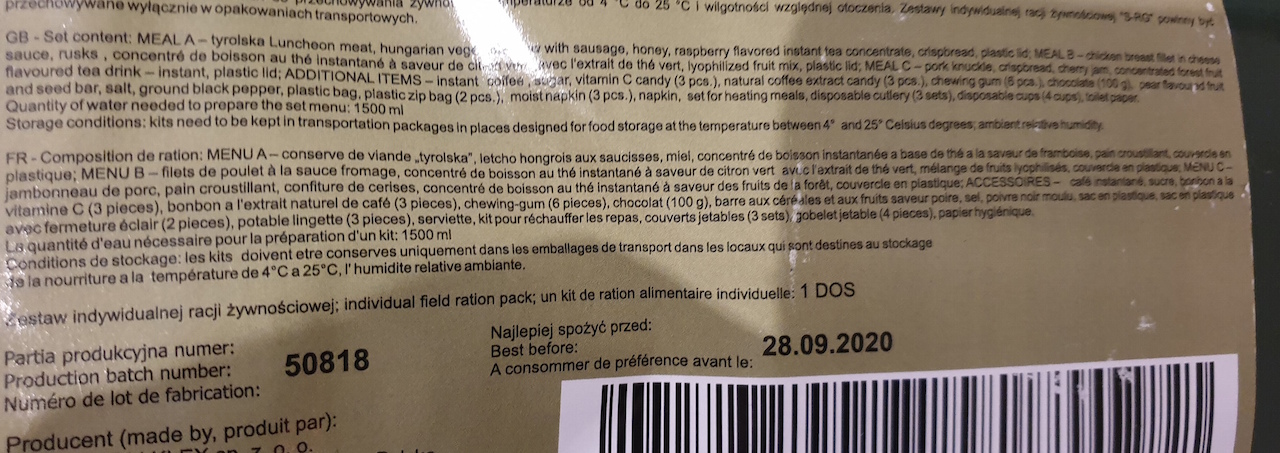 przechowywane wyłącznie w opakowaniach transportowych.
od 4 °C do 25 °C i wilgotności względnej otoczenia. Zestawy indywidualnej racji żywnościowej "S-RG" powinny być
GB - Set content: MEAL A – tyrolska Luncheon meat, hungarian with sausage, honey, raspberry flavored instant tea concentrate, crispbread, plastic lid; MEAL B – chicken breast fillet in cheese
sauce, rusks , concentré de boisson au thé instantané à saveur de avec l'extrait de thé vert, lyophilized fruit mix, plastic lid; MEAL C – pork knuckle, crispbread, cherry jam, concentrated forest fruit
flavoured tea drink – instant, plastic lid; ADDITIONAL ITEMS – instant coffee, sugar, vitamin C candy (3 pcs.), natural coffee extract candy (3 pcs.), chewing gum (6 pcs.), chocolate (100 g), pear flavourd fruit
and seed bar, salt, ground black pepper, plastic bag, plastic zip bag (2 pcs.), moist napkin (3 pcs.), napkin, set for heating meals, disposable cutlery (3 sets), disposable cups (4 cups), toilet paper.
Quantity of water needed to prepare the set menu: 1500 ml
Storage conditions: kits need to be kept in transportation packages in places designed for food storage at the temperature between 4° and 25° Celsius degrees; ambient relative humidity.
FR - Composition de ration: MENU A – conserve de viande „tyrolska", letcho hongrois aux saucisses, miel, concentré de boisson instantanée a base de thé a la saveur de framboise, pain croustillant, couvercle en
plastique; MENU B – filets de poulet à la sauce fromage, concentré de boisson au thé instantané à saveur de citron vert avec l'extrait de thé vert, mélange de fruits lyophilisés, couvercle en plastique; MENU C –
jambonneau de porc, pain croustillant, confiture de cerises, concentré de boisson au thé instantané à saveur des fruits de la forêt, couvercle en plastique; ACCESSOIRES – café instantané, sucre, bonbon a la
vitamine C (3 pieces), bonbon a l'extrait naturel de café (3 pieces), chewing-gum (6 pieces), chocolat (100 g), barre aux céréales et aux fruits saveur poire, sel, poivre noir moulu, sac en plastique, sac en plastique
avec fermeture éclair (2 pieces), potable lingette (3 pieces), serviette, kit pour réchauffer les repas, couverts jetables (3 sets), gobelet jetable (4 pieces), papier hygiénique.
La quantité d'eau nécessaire pour la préparation d'un kit: 1500 ml
Conditions de stockage: les kits doivent etre conserves uniquement dans les emballages de transport dans les locaux qui sont destines au stockage
de la nourriture a la température de 4°C a 25°C, l' humidite relative ambiante.
Zestaw indywidualnej racji żywnościowej; individual field ration pack; un kit de ration alimentaire individuelle: 1 DOS
Partia produkcyjna numer:
Production batch number:
Numéro de lot de fabrication:
50818
Najlepiej spożyć przed:
Best before:
A consommer de préférence avant le:
28.09.2020
Producent (made by, produit par):